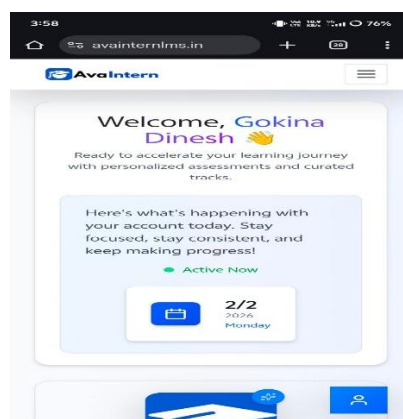 3:58
76%
avainternlms.in
AvaIntern
Welcome, Gokina
Dinesh 👋
Ready to accelerate your learning journey
with personalized assessments and curated
tracks.
Here's what's happening with
your account today. Stay
focused, stay consistent, and
keep making progress!
Active Now
2/2
2026
Monday